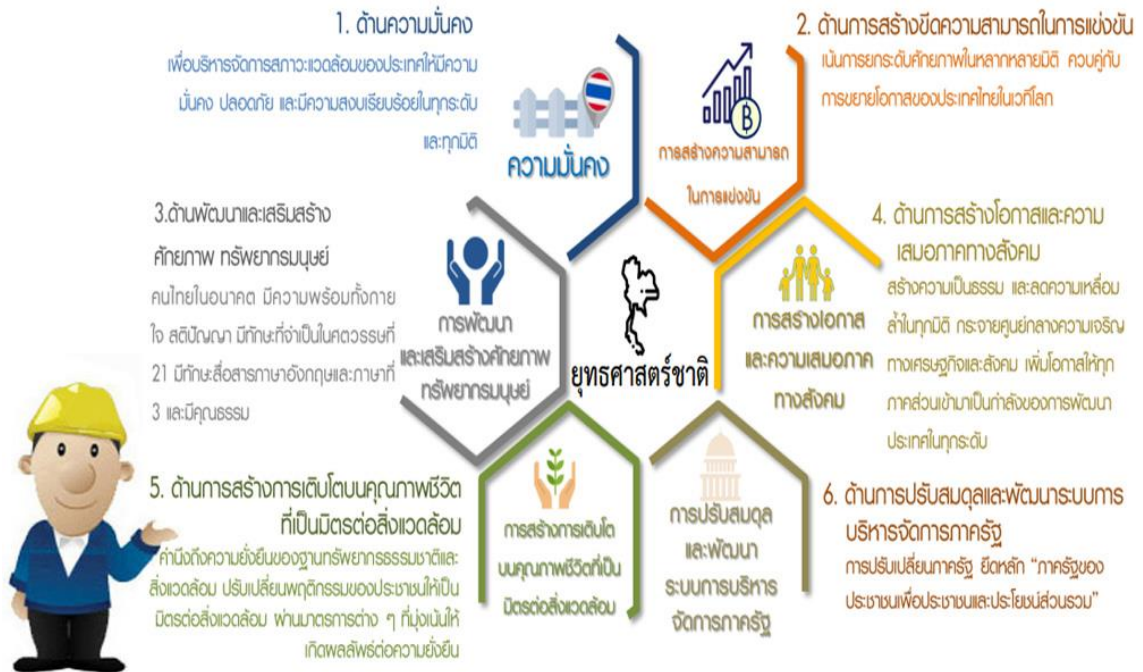 1. ด้านความมั่นคง
เพื่อบริหารจัดการสภาวะแวดล้อมของประเทศให้มีความ
มั่นคง ปลอดภัย และมีความสงบเรียบร้อยในทุกระดับ
และทุกมิติ
ความมั่นคง
2. ด้านการสร้างขีดความสามารถในการแข่งขัน
เน้นการยกระดับศักยภาพในหลากหลายมิติ ควบคู่กับ
การขยายโอกาสของประเทศไทยในเวทีโลก
การสร้างความสามารถ
ในการแข่งขัน
3.ด้านพัฒนาและเสริมสร้าง
ศักยภาพ ทรัพยากรมนุษย์
คนไทยในอนาคต มีความพร้อมทั้งกาย
ใจ สติปัญญา มีทักษะที่จำเป็นในศตวรรษที่
21 มีทักษะสื่อสารภาษาอังกฤษและภาษาที่
3 และมีคุณธรรม
การพัฒนา
และเสริมสร้างศักยภาพ
ทรัพยากรมนุษย์
ยุทธศาสตร์ชาติ
4. ด้านการสร้างโอกาสและความ
เสมอภาคทางสังคม
สร้างความเป็นธรรม และลดความเหลื่อม
ล้ำในทุกมิติ กระจายศูนย์กลางความเจริญ
ทางเศรษฐกิจและสังคม เพิ่มโอกาสให้ทุก
ภาคส่วนเข้ามาเป็นกำลังของการพัฒนา
ประเทศในทุกระดับ
การสร้างโอกาส
และความเสมอภาค
ทางสังคม
5. ด้านการสร้างการเติบโตบนคุณภาพชีวิต
ที่เป็นมิตรต่อสิ่งแวดล้อม
คำนึงถึงความยั่งยืนของฐานทรัพยากรธรรมชาติและ
สิ่งแวดล้อม ปรับเปลี่ยนพฤติกรรมของประชาชนให้เป็น
มิตรต่อสิ่งแวดล้อม ผ่านมาตรการต่าง ๆ ที่มุ่งเน้นให้
เกิดผลลัพธ์ต่อความยั่งยืน
การสร้างการเติบโต
บนคุณภาพชีวิตที่เป็น
มิตรต่อสิ่งแวดล้อม
การปรับสมดุล
และพัฒนา
ระบบการบริหาร
จัดการภาครัฐ
6. ด้านการปรับสมดุลและพัฒนาระบบการ
บริหารจัดการภาครัฐ
การปรับเปลี่ยนภาครัฐ ยึดหลัก “ภาครัฐของ
ประชาชนเพื่อประชาชนและประโยชน์ส่วนรวม”